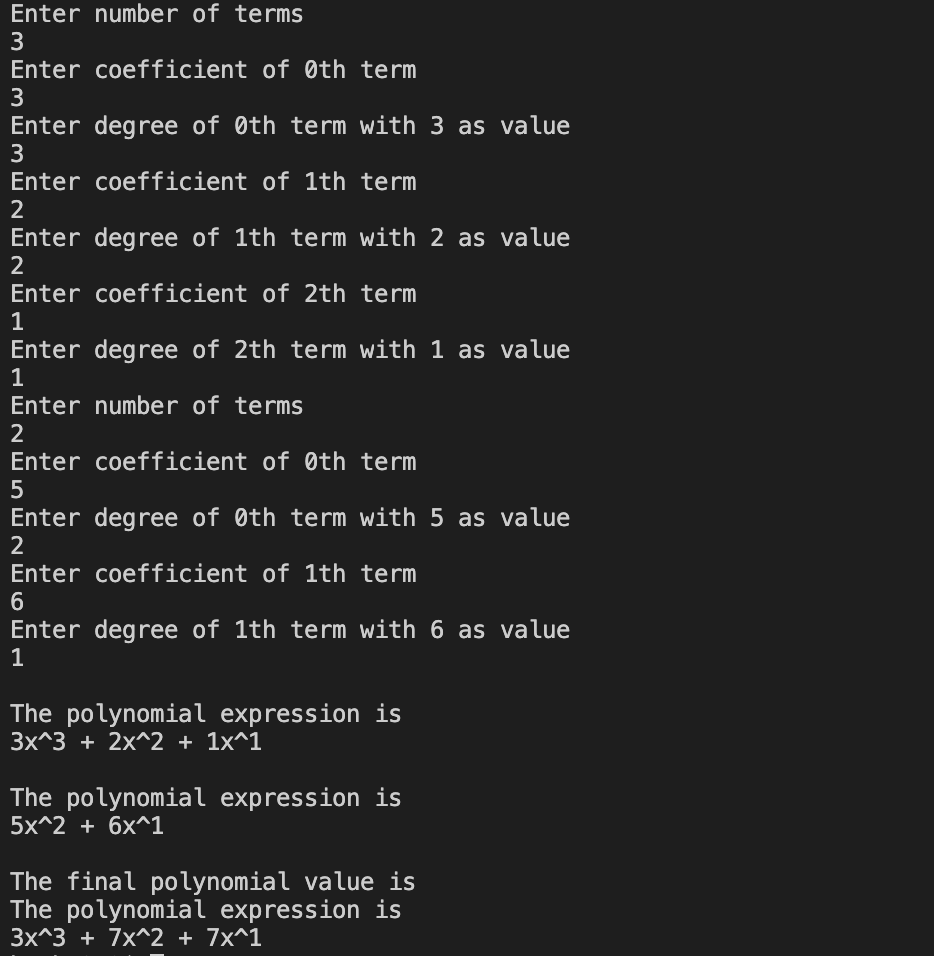 Enter number of terms
3
Enter coefficient of 0th term
3
Enter degree of 0th term with 3 as value
3
Enter coefficient of 1th term
2
Enter degree of 1th term with 2 as value
2
Enter coefficient of 2th term
1
Enter degree of 2th term with 1 as value
1
Enter number of terms
2
Enter coefficient of 0th term
5
Enter degree of 0th term with 5 as value
2
Enter coefficient of 1th term
6
Enter degree of 1th term with 6 as value
1
The polynomial expression is
3x^3 + 2x^2 + 1x^1
The polynomial expression is
5x^2 + 6x^1
The final polynomial value is
The polynomial expression is
3x^3 + 7x^2 + 7x^1